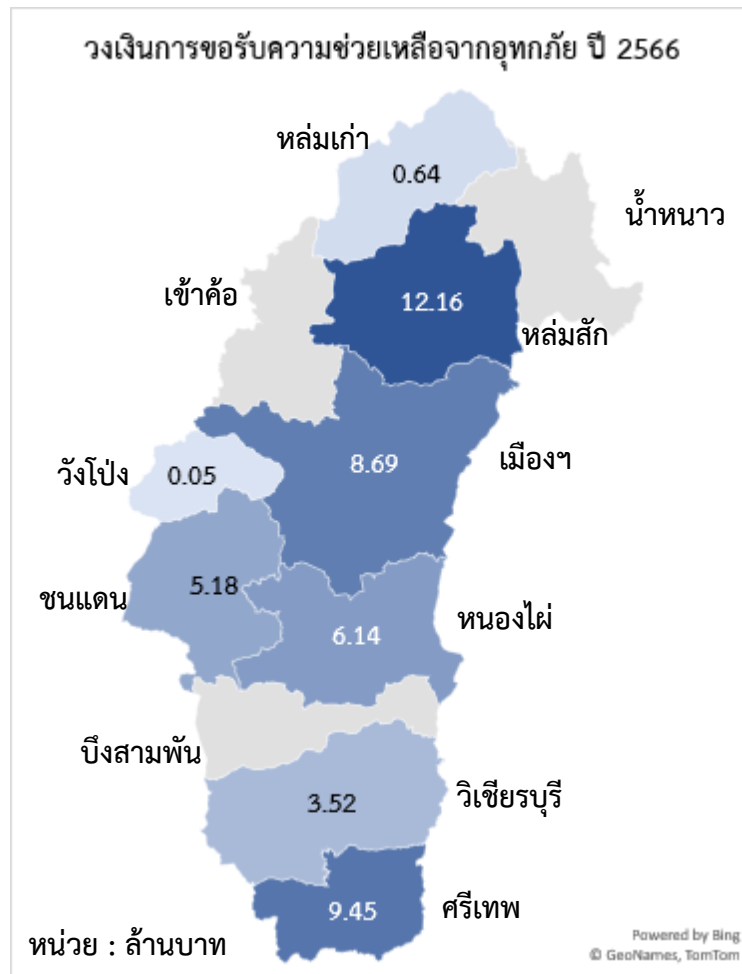 วงเงินการขอรับความช่วยเหลือจากอุทกภัย ปี 2566
หล่มเก่า
0.64
น้ำหนาว
เข้าค้อ
12.16
หล่มสัก
วังโป่ง
0.05
8.69
เมืองฯ
ชนแดน
5.18
6.14
หนองไผ่
บึงสามพัน
3.52
วิเชียรบุรี
9.45
ศรีเทพ
หน่วย : ล้านบาท
Powered by Bing
© GeoNames, TomTom